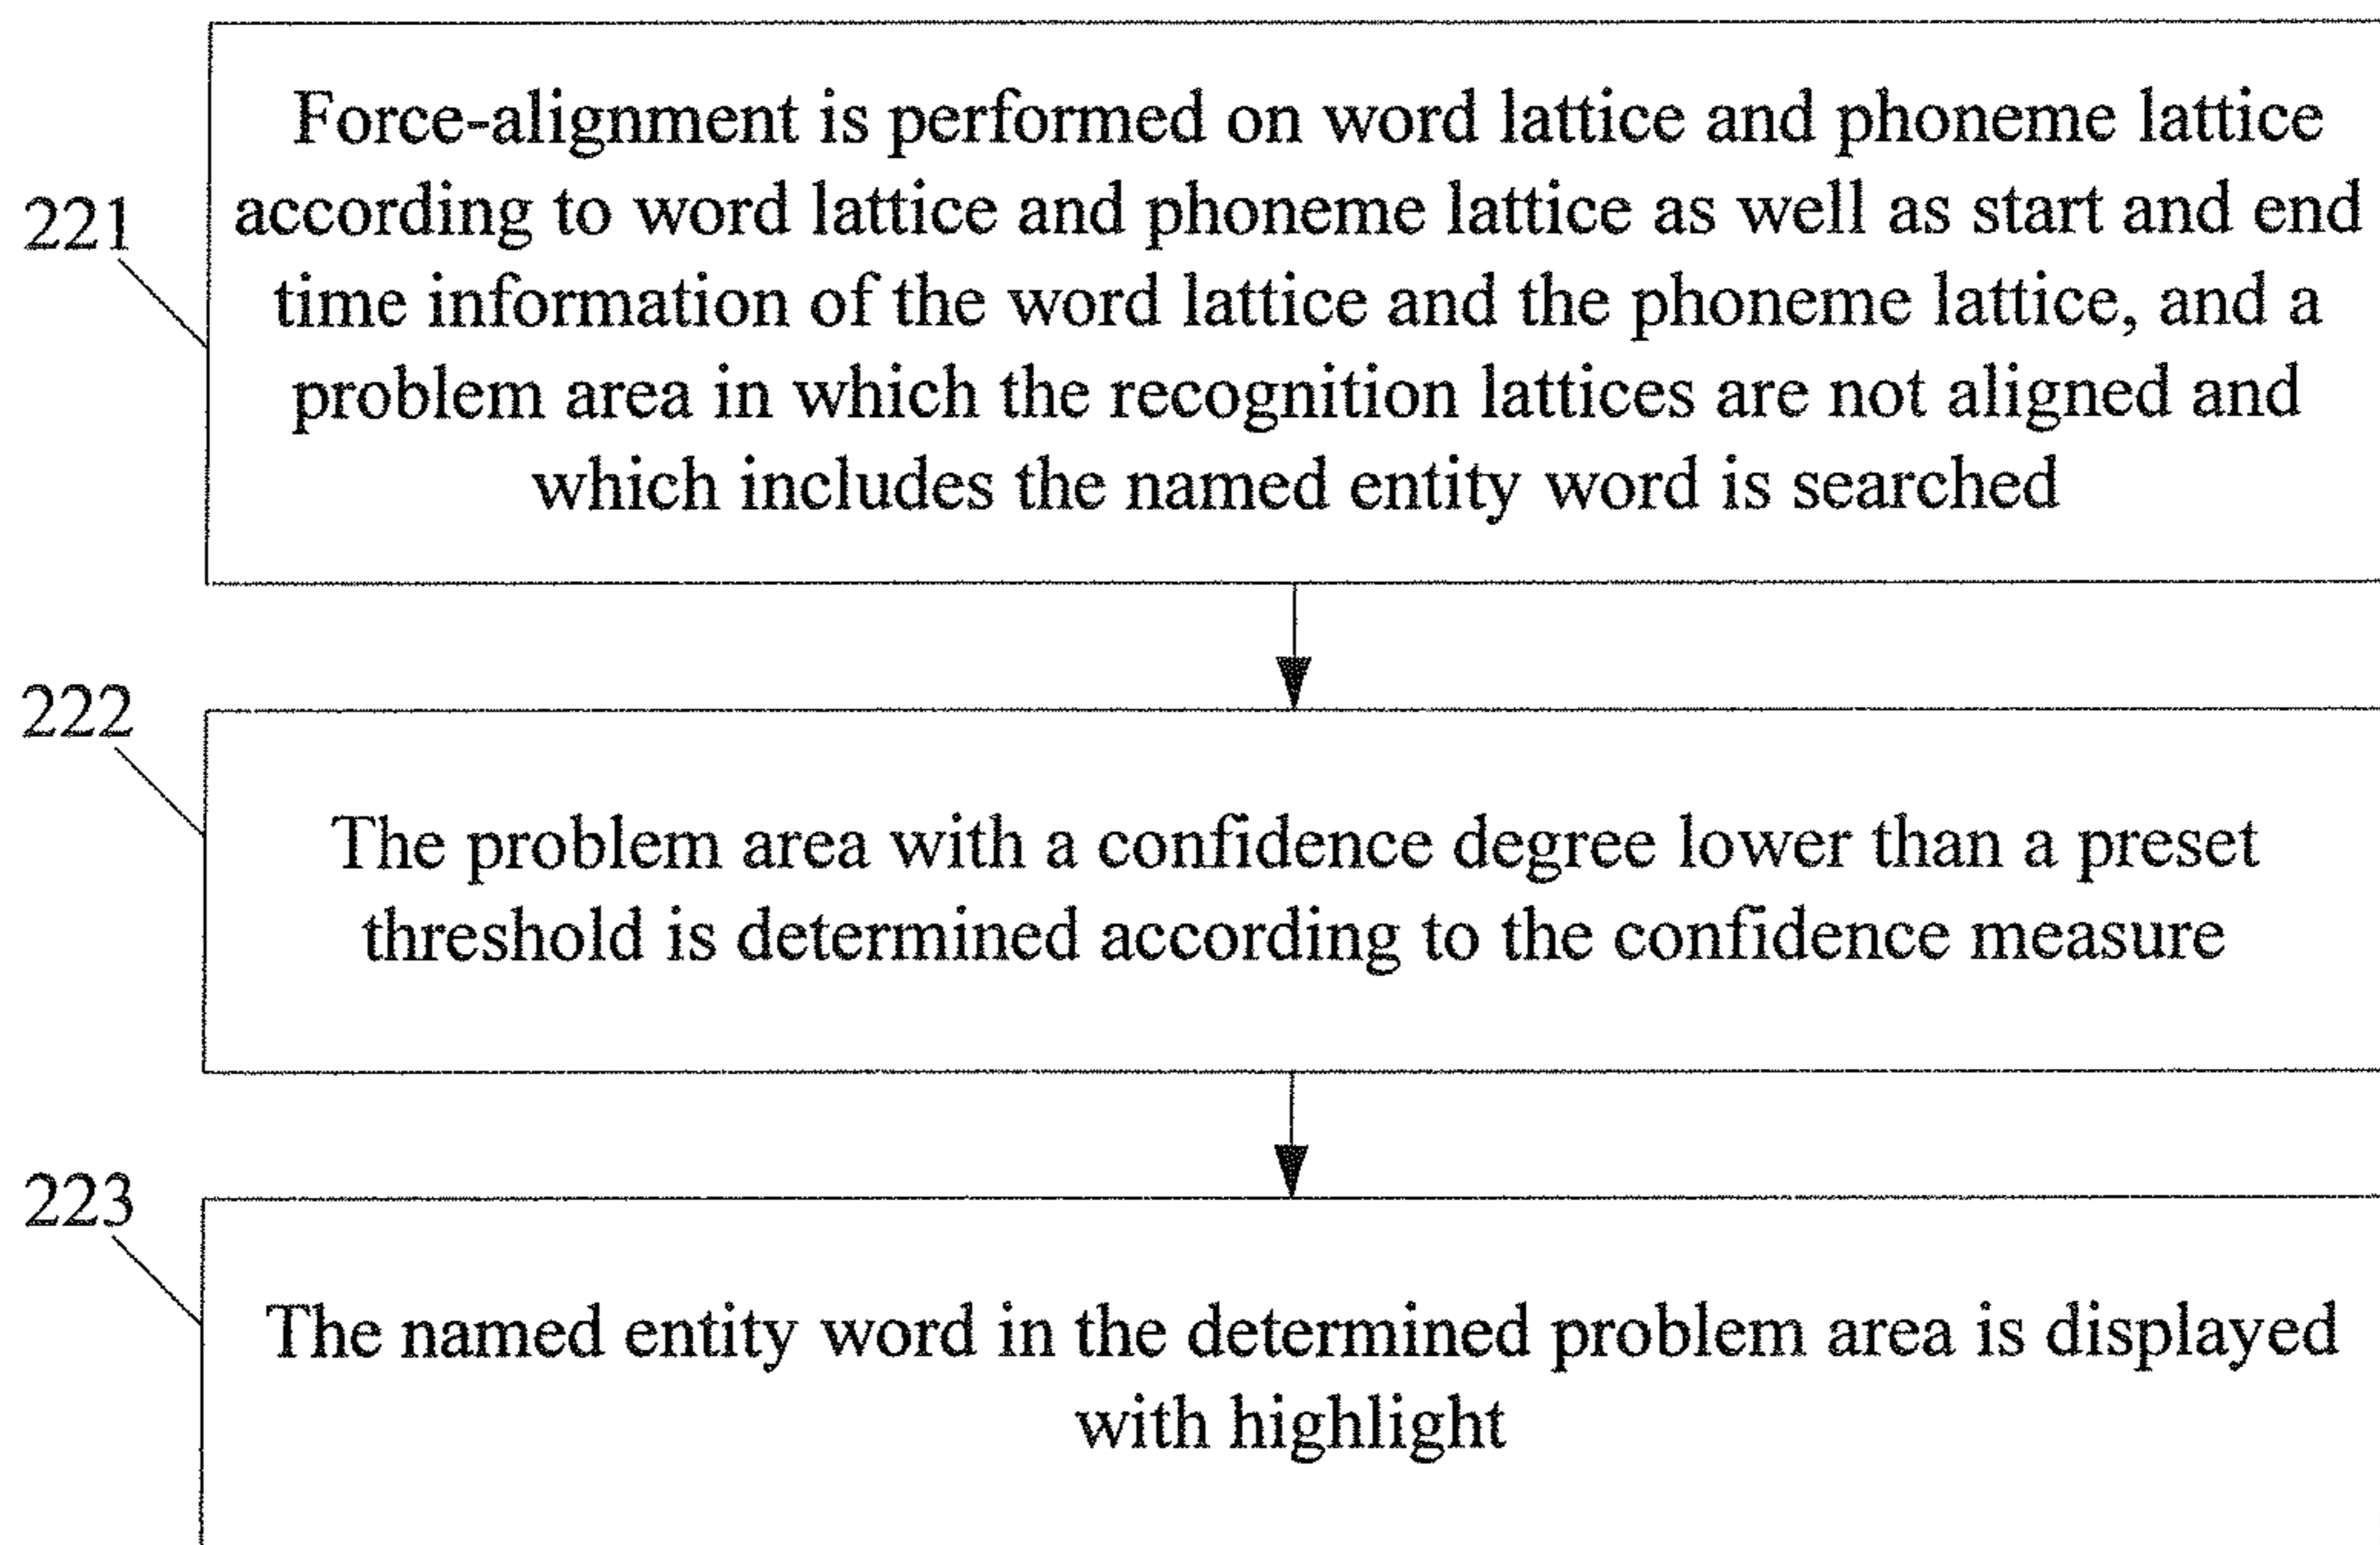 Force-alignment is performed on word lattice and phoneme lattice
221
according to word lattice and phoneme lattice as well as start and end
time information of the word lattice and the phoneme lattice, and a
problem area in which the recognition lattices are not aligned and
which includes the named entity word is searched
222
The problem area with a confidence degree lower than a preset
threshold is determined according to the confidence measure
223
The named entity word in the determined problem area is displayed
with highlight